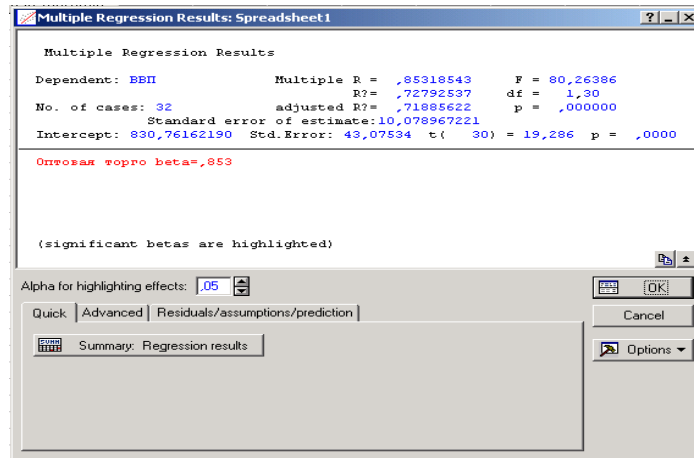 Multiple Regression Results: Spreadsheet1
Multiple Regression Results
Dependent: ВВП Multiple R = ,85318543 F = 80,26386
R?= ,72792537 df = 1,30
No. of cases: 32 adjusted R?= ,71885622 p = ,000000
Standard error of estimate:10,078967221
Intercept: 830,76162190 Std.Error: 43,07534 t( 30) = 19,286 p = ,0000
Оптовая торго beta=,853
(significant betas are highlighted)
Alpha for highlighting effects: ,05
OK
Quick Advanced Residuals/assumptions/prediction
Cancel
Summary: Regression results
Options